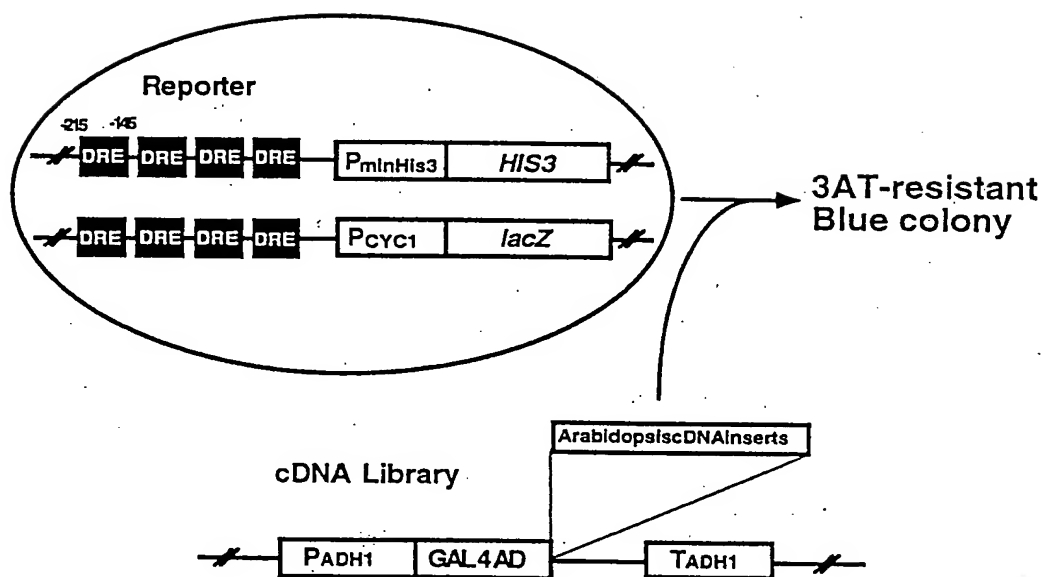 Reporter
-215 -145
DRE DRE DRE DRE PminHis3 HIS3
DRE DRE DRE DRE PCYC1 lacZ
3AT-resistant
Blue colony
ArabidopsiscDNAinserts
cDNA Library
PADH1 GAL4AD TADH1